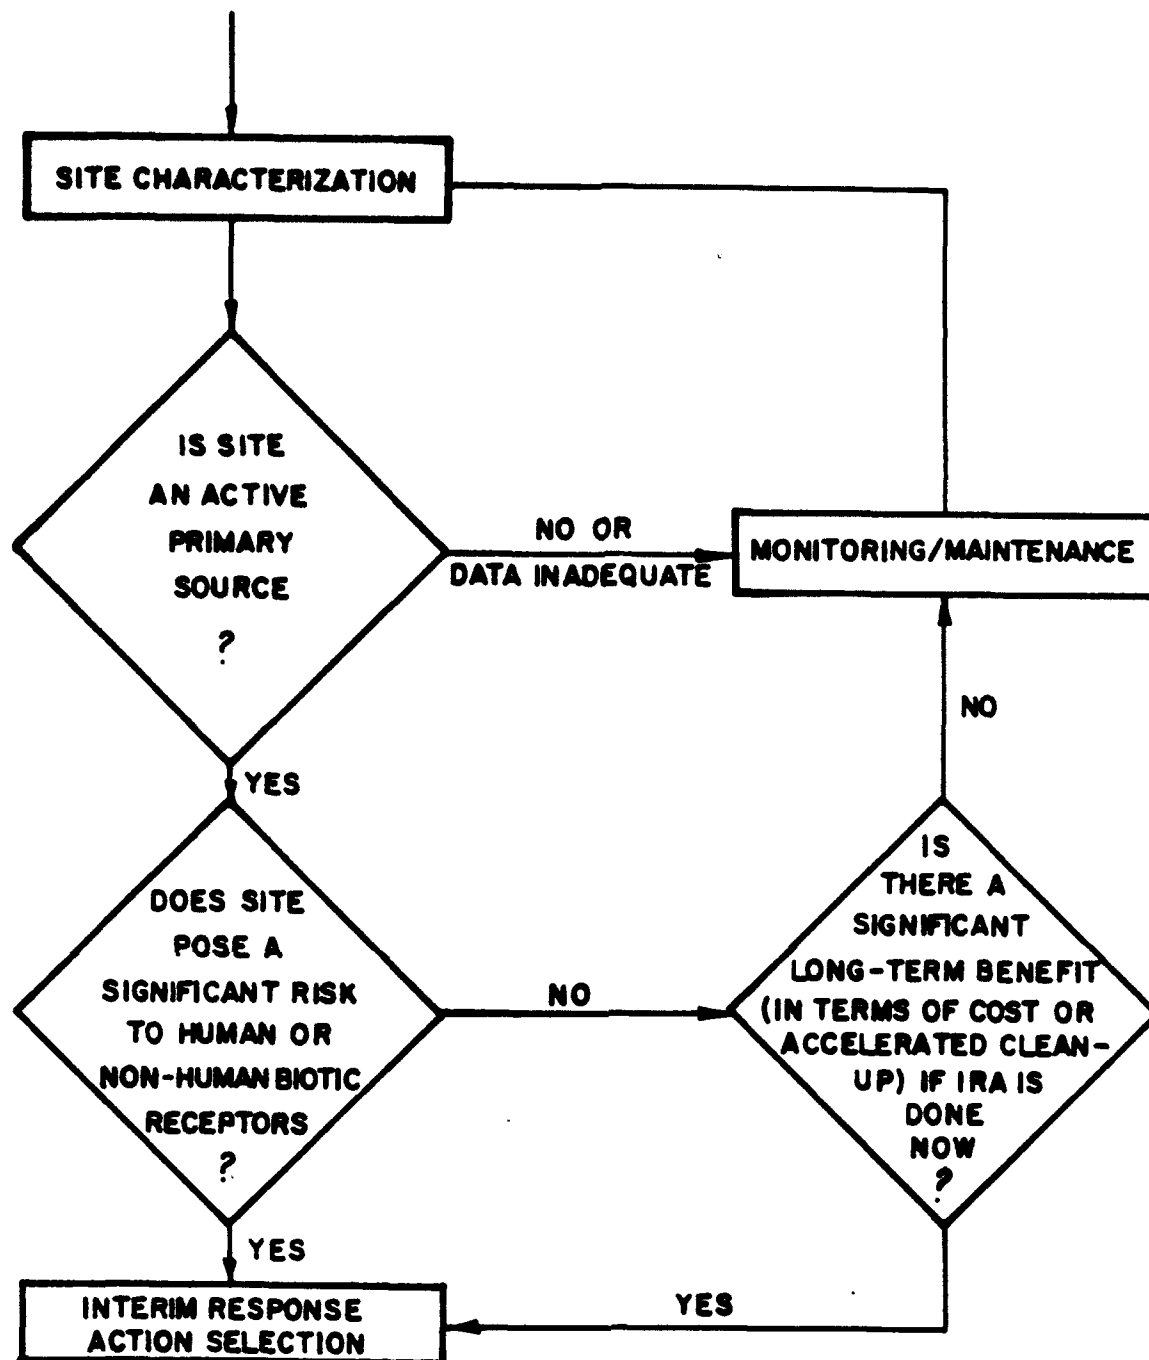 SITE CHARACTERIZATION
IS SITE
AN ACTIVE
PRIMARY
SOURCE
?
NO OR
DATA INADEQUATE
MONITORING/MAINTENANCE
YES
NO
DOES SITE
POSE A
SIGNIFICANT RISK
TO HUMAN OR
NON-HUMAN BIOTIC
RECEPTORS
?
NO
IS
THERE A
SIGNIFICANT
LONG-TERM BENEFIT
(IN TERMS OF COST OR
ACCELERATED CLEAN-
UP) IF IRA IS
DONE
NOW
?
YES
YES
INTERIM RESPONSE
ACTION SELECTION